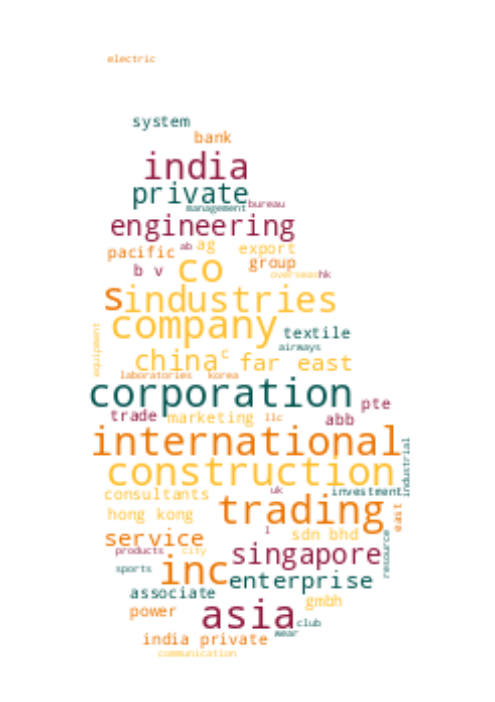 electric
system
bank
india
private
management bureau
engineering
pacific ab ag export
b v co group
overseas hk
s industries
company textile
equipment
airways
china c far east
laboratories korea
corporation pte
trade marketing llc abb
international
industrial
construction
consultants uk investment
hong kong trading east
service l sdn bhd
resource
products city singapore
sports inc enterprise
associate gmbh
power asia club
wear
india private
communication